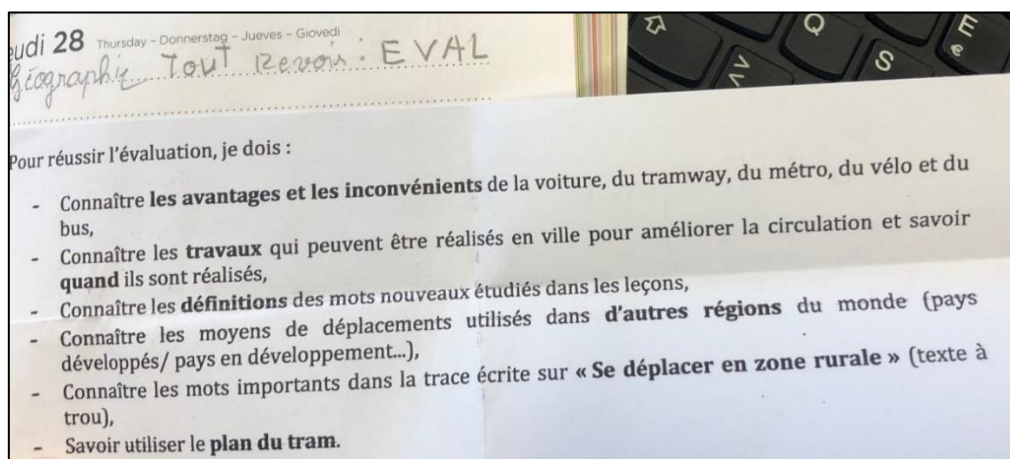 eudi 28 Thursday - Donnerstag - Jueves - Giovedi
Géographie Tout Revoir : EVAL
Pour réussir l'évaluation, je dois :
- Connaître les avantages et les inconvénients de la voiture, du tramway, du métro, du vélo et du
bus,
- Connaître les travaux qui peuvent être réalisés en ville pour améliorer la circulation et savoir
quand ils sont réalisés,
- Connaître les définitions des mots nouveaux étudiés dans les leçons,
- Connaître les moyens de déplacements utilisés dans d'autres régions du monde (pays
développés/ pays en développement...),
- Connaître les mots importants dans la trace écrite sur « Se déplacer en zone rurale » (texte à
trou),
- Savoir utiliser le plan du tram.
Q
E
€
S
> <